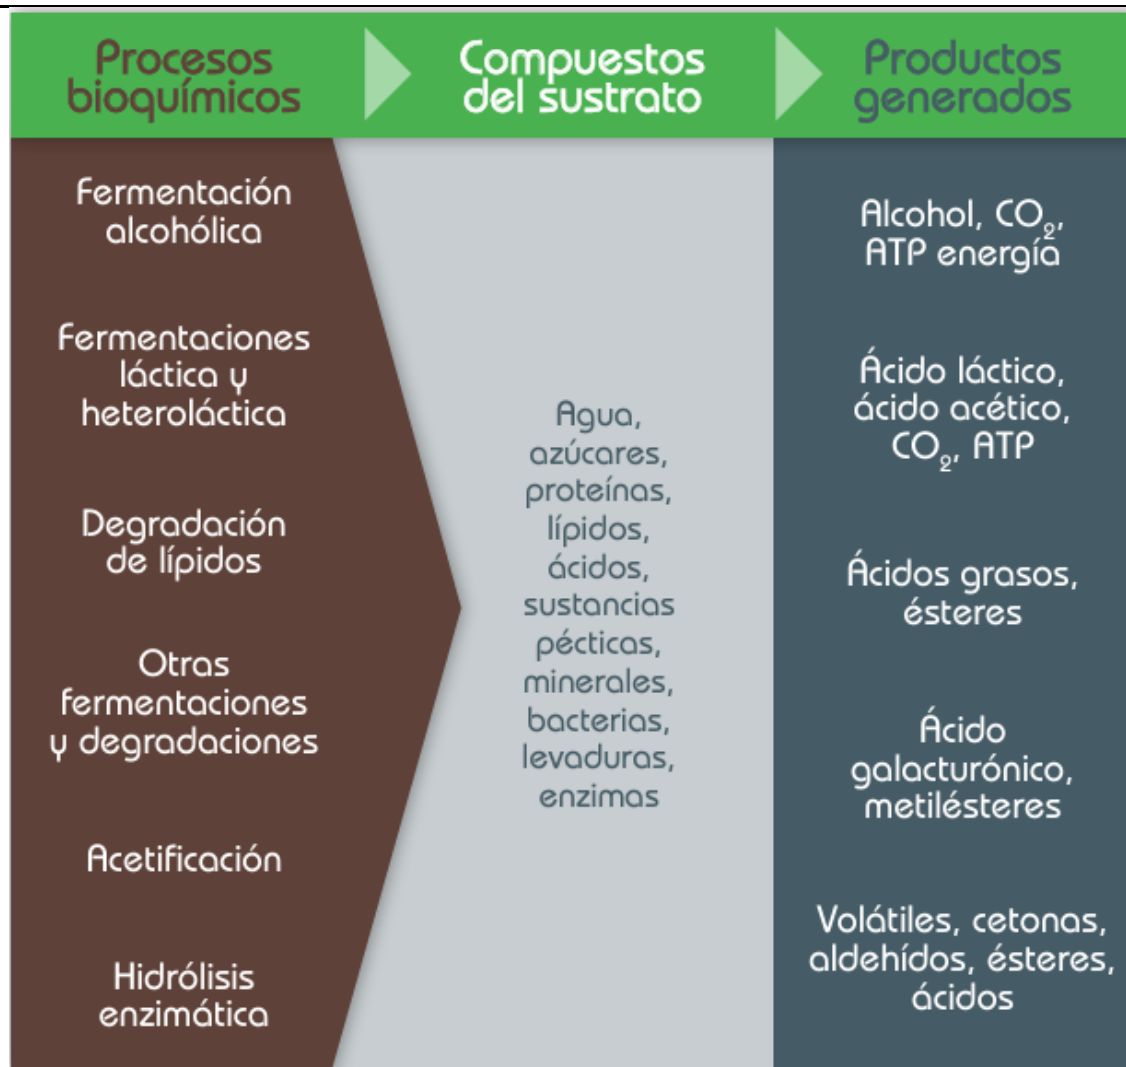 Procesos
bioquímicos
Compuestos
del sustrato
Productos
generados
Fermentación
alcohólica
Fermentaciones
láctica y
heteroláctica
Degradación
de lípidos
Otras
fermentaciones
y degradaciones
Acetificación
Hidrólisis
enzimática
Agua,
azúcares,
proteínas,
lípidos,
ácidos,
sustancias
pécticas,
minerales,
bacterias,
levaduras,
enzimas
Alcohol, CO₂,
ATP energía
Ácido láctico,
ácido acético,
CO₂, ATP
Ácidos grasos,
ésteres
Ácido
galacturónico,
metilésteres
Volátiles, cetonas,
aldehídos, ésteres,
ácidos